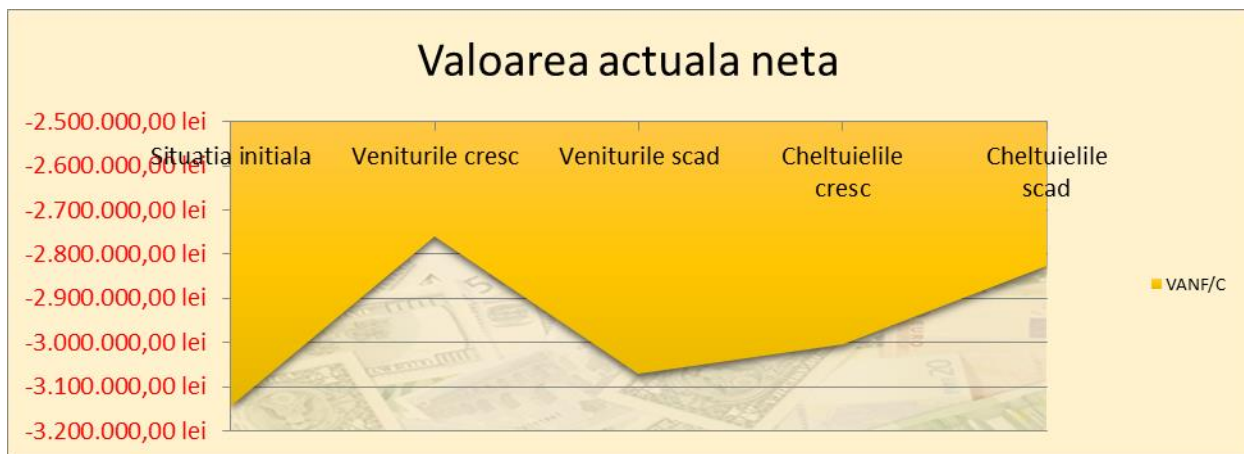 Valoarea actuala neta
-2.500.000,00 lei
-2.600.000,00 lei
-2.700.000,00 lei
-2.800.000,00 lei
-2.900.000,00 lei
-3.000.000,00 lei
-3.100.000,00 lei
-3.200.000,00 lei
Situatia initiala
Veniturile cresc
Veniturile scad
Cheltuielile
cresc
Cheltuielile
scad
VANF/C